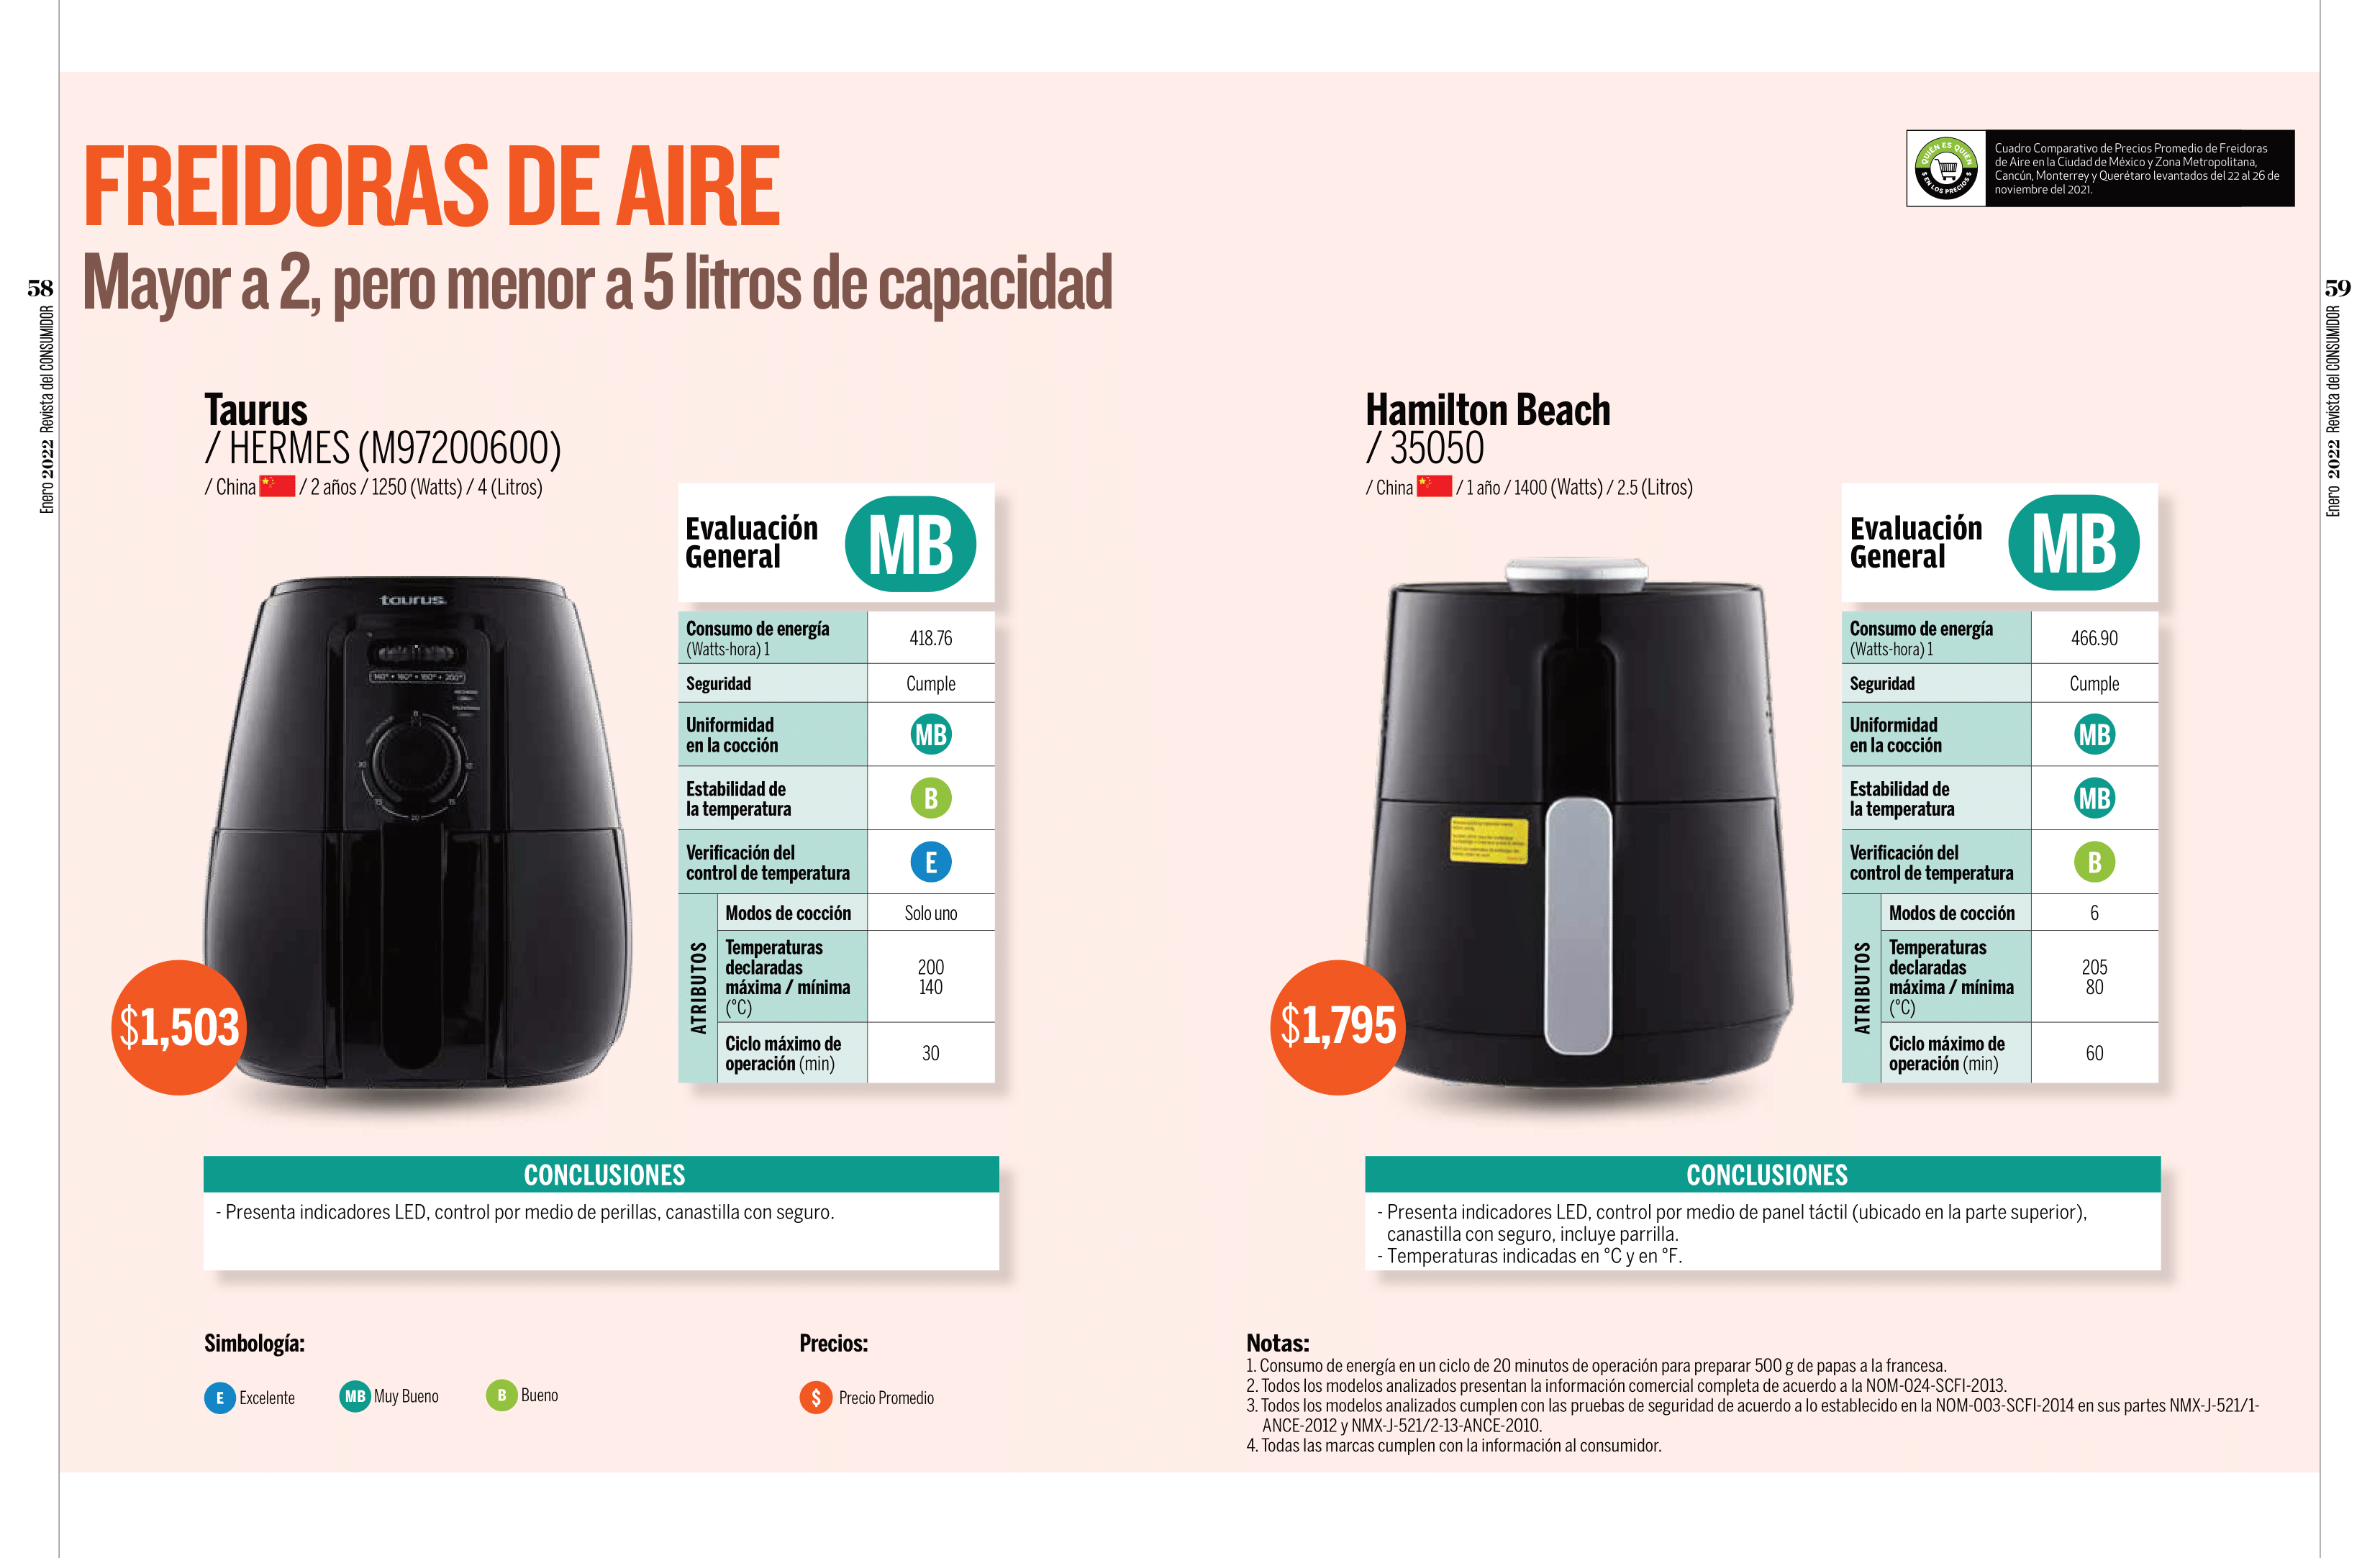 FREIDORAS DE AIRE
Mayor a 2, pero menor a 5 litros de capacidad
QUIÉN ES QUIÉN
$ EN LOS PRECIOS $
Cuadro Comparativo de Precios Promedio de Freidoras
de Aire en la Ciudad de México y Zona Metropolitana,
Cancún, Monterrey y Querétaro levantados del 22 al 26 de
noviembre del 2021.
58
Enero 2022 Revista del CONSUMIDOR
Taurus
/ HERMES (M97200600)
/ China / 2 años / 1250 (Watts) / 4 (Litros)
taurus
140° • 160° • 180° • 200°
$1,503
Evaluación
General
MB
Consumo de energía
(Watts-hora) 1
418.76
Seguridad
Cumple
Uniformidad
en la cocción
MB
Estabilidad de
la temperatura
B
Verificación del
control de temperatura
E
ATRIBUTOS
Modos de cocción
Solo uno
Temperaturas
declaradas
máxima / mínima
(°C)
200
140
Ciclo máximo de
operación (min)
30
CONCLUSIONES
- Presenta indicadores LED, control por medio de perillas, canastilla con seguro.
Simbología:
E Excelente
MB Muy Bueno
B Bueno
Precios:
$ Precio Promedio
59
Enero 2022 Revista del CONSUMIDOR
Hamilton Beach
/ 35050
/ China / 1 año / 1400 (Watts) / 2.5 (Litros)
$1,795
Evaluación
General
MB
Consumo de energía
(Watts-hora) 1
466.90
Seguridad
Cumple
Uniformidad
en la cocción
MB
Estabilidad de
la temperatura
MB
Verificación del
control de temperatura
B
ATRIBUTOS
Modos de cocción
6
Temperaturas
declaradas
máxima / mínima
(°C)
205
80
Ciclo máximo de
operación (min)
60
CONCLUSIONES
- Presenta indicadores LED, control por medio de panel táctil (ubicado en la parte superior),
canastilla con seguro, incluye parrilla.
- Temperaturas indicadas en °C y en °F.
Notas:
1. Consumo de energía en un ciclo de 20 minutos de operación para preparar 500 g de papas a la francesa.
2. Todos los modelos analizados presentan la información comercial completa de acuerdo a la NOM-024-SCFI-2013.
3. Todos los modelos analizados cumplen con las pruebas de seguridad de acuerdo a lo establecido en la NOM-003-SCFI-2014 en sus partes NMX-J-521/1-
ANCE-2012 y NMX-J-521/2-13-ANCE-2010.
4. Todas las marcas cumplen con la información al consumidor.